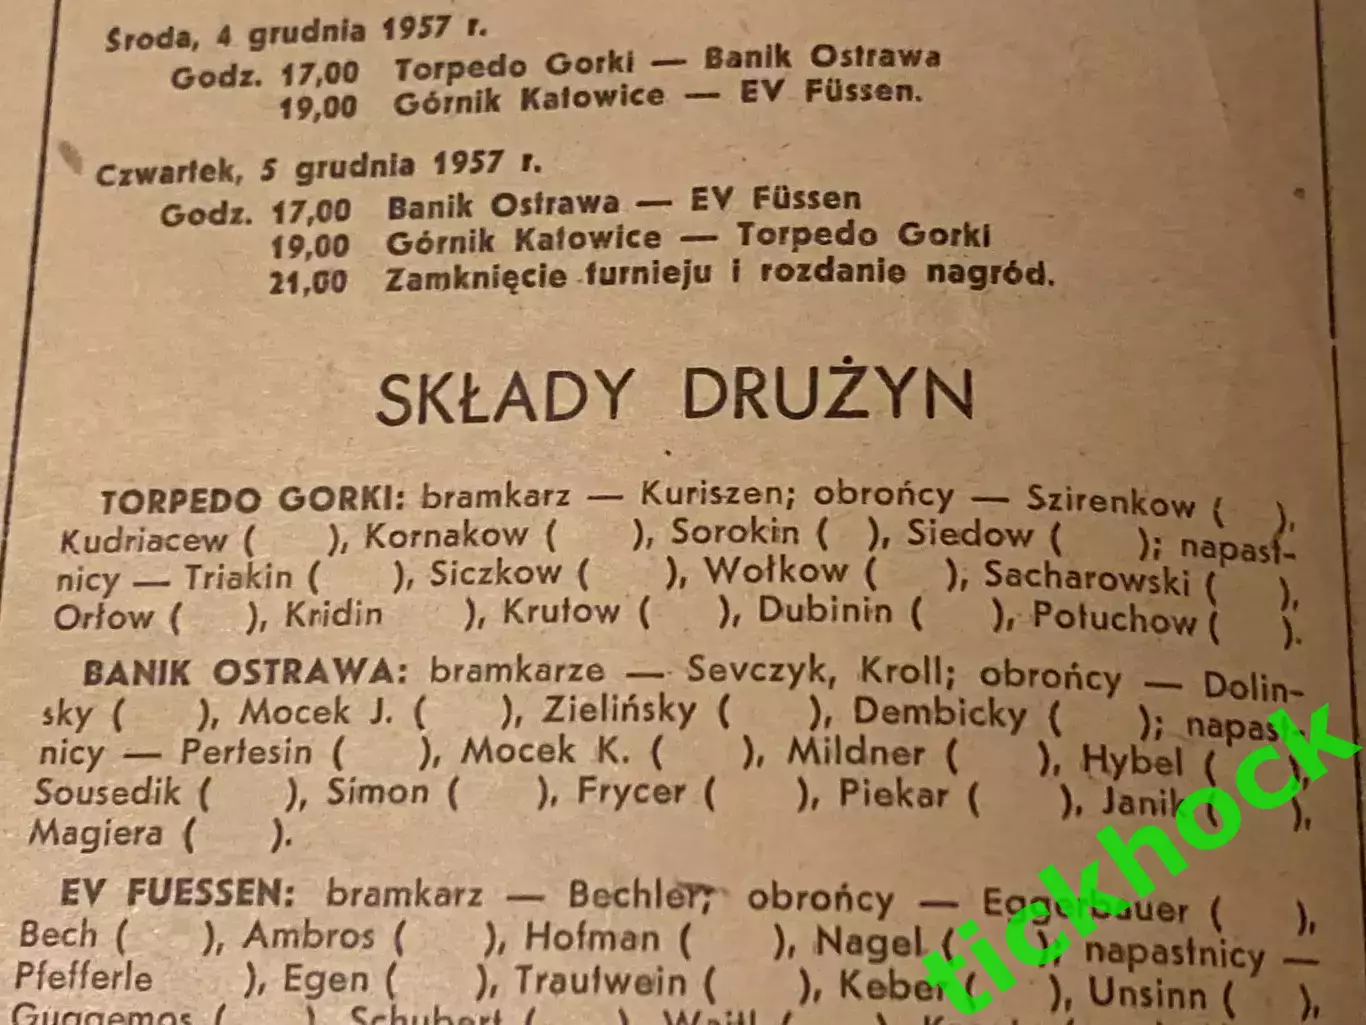 Środa, 4 grudnia 1957 r.
Godz. 17,00 Torpedo Gorki — Banik Ostrawa
19,00 Górnik Katowice — EV Füssen.
Czwartek, 5 grudnia 1957 r.
Godz. 17,00 Banik Ostrawa — EV Füssen
19,00 Górnik Katowice — Torpedo Gorki
21,00 Zamknięcie turnieju i rozdanie nagród.
SKŁADY DRUŻYN
TORPEDO GORKI: bramkarz — Kuriszen; obrońcy — Szirenkow ( ),
Kudriacew ( ), Kornakow ( ), Sorokin ( ), Siedow ( ); napast-
nicy — Triakin ( ), Siczkow ( ), Wołkow ( ), Sacharowski ( ),
Orłow ( ), Kridin ), Krutow ( ), Dubinin ( ), Potuchow ( ).
BANIK OSTRAWA: bramkarze — Sevczyk, Kroll; obrońcy — Dolin-
sky ( ), Mocek J. ( ), Zielińsky ( ), Dembicky ( ); napast-
nicy — Pertesin ( ), Mocek K. ( ), Mildner ( ), Hybel ( ),
Sousedik ( ), Simon ( ), Frycer ( ), Piekar ( ), Janik ( ),
Magiera ( ).
EV FUESSEN: bramkarz — Bechler; obrońcy — Eggerbauer ( ),
Bech ( ), Ambros ( ), Hofman ( ), Nagel ( ); napastnicy —
Pfefferle ), Egen ( ), Trautwein ( ), Keber ( ), Unsinn ( ),
Guggemos ( ), Schubert ( ),
tickhock